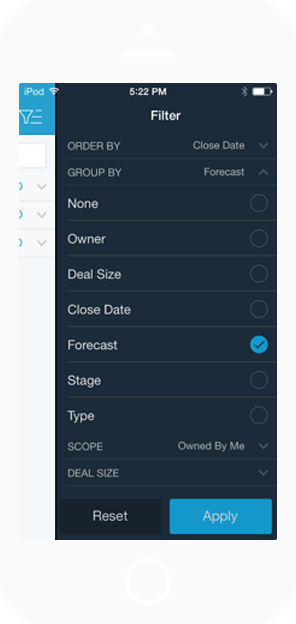 iPod 5:22 PM
Filter
ORDER BY Close Date
GROUP BY Forecast
None
Owner
Deal Size
Close Date
Forecast
Stage
Type
SCOPE Owned By Me
DEAL SIZE
Reset Apply